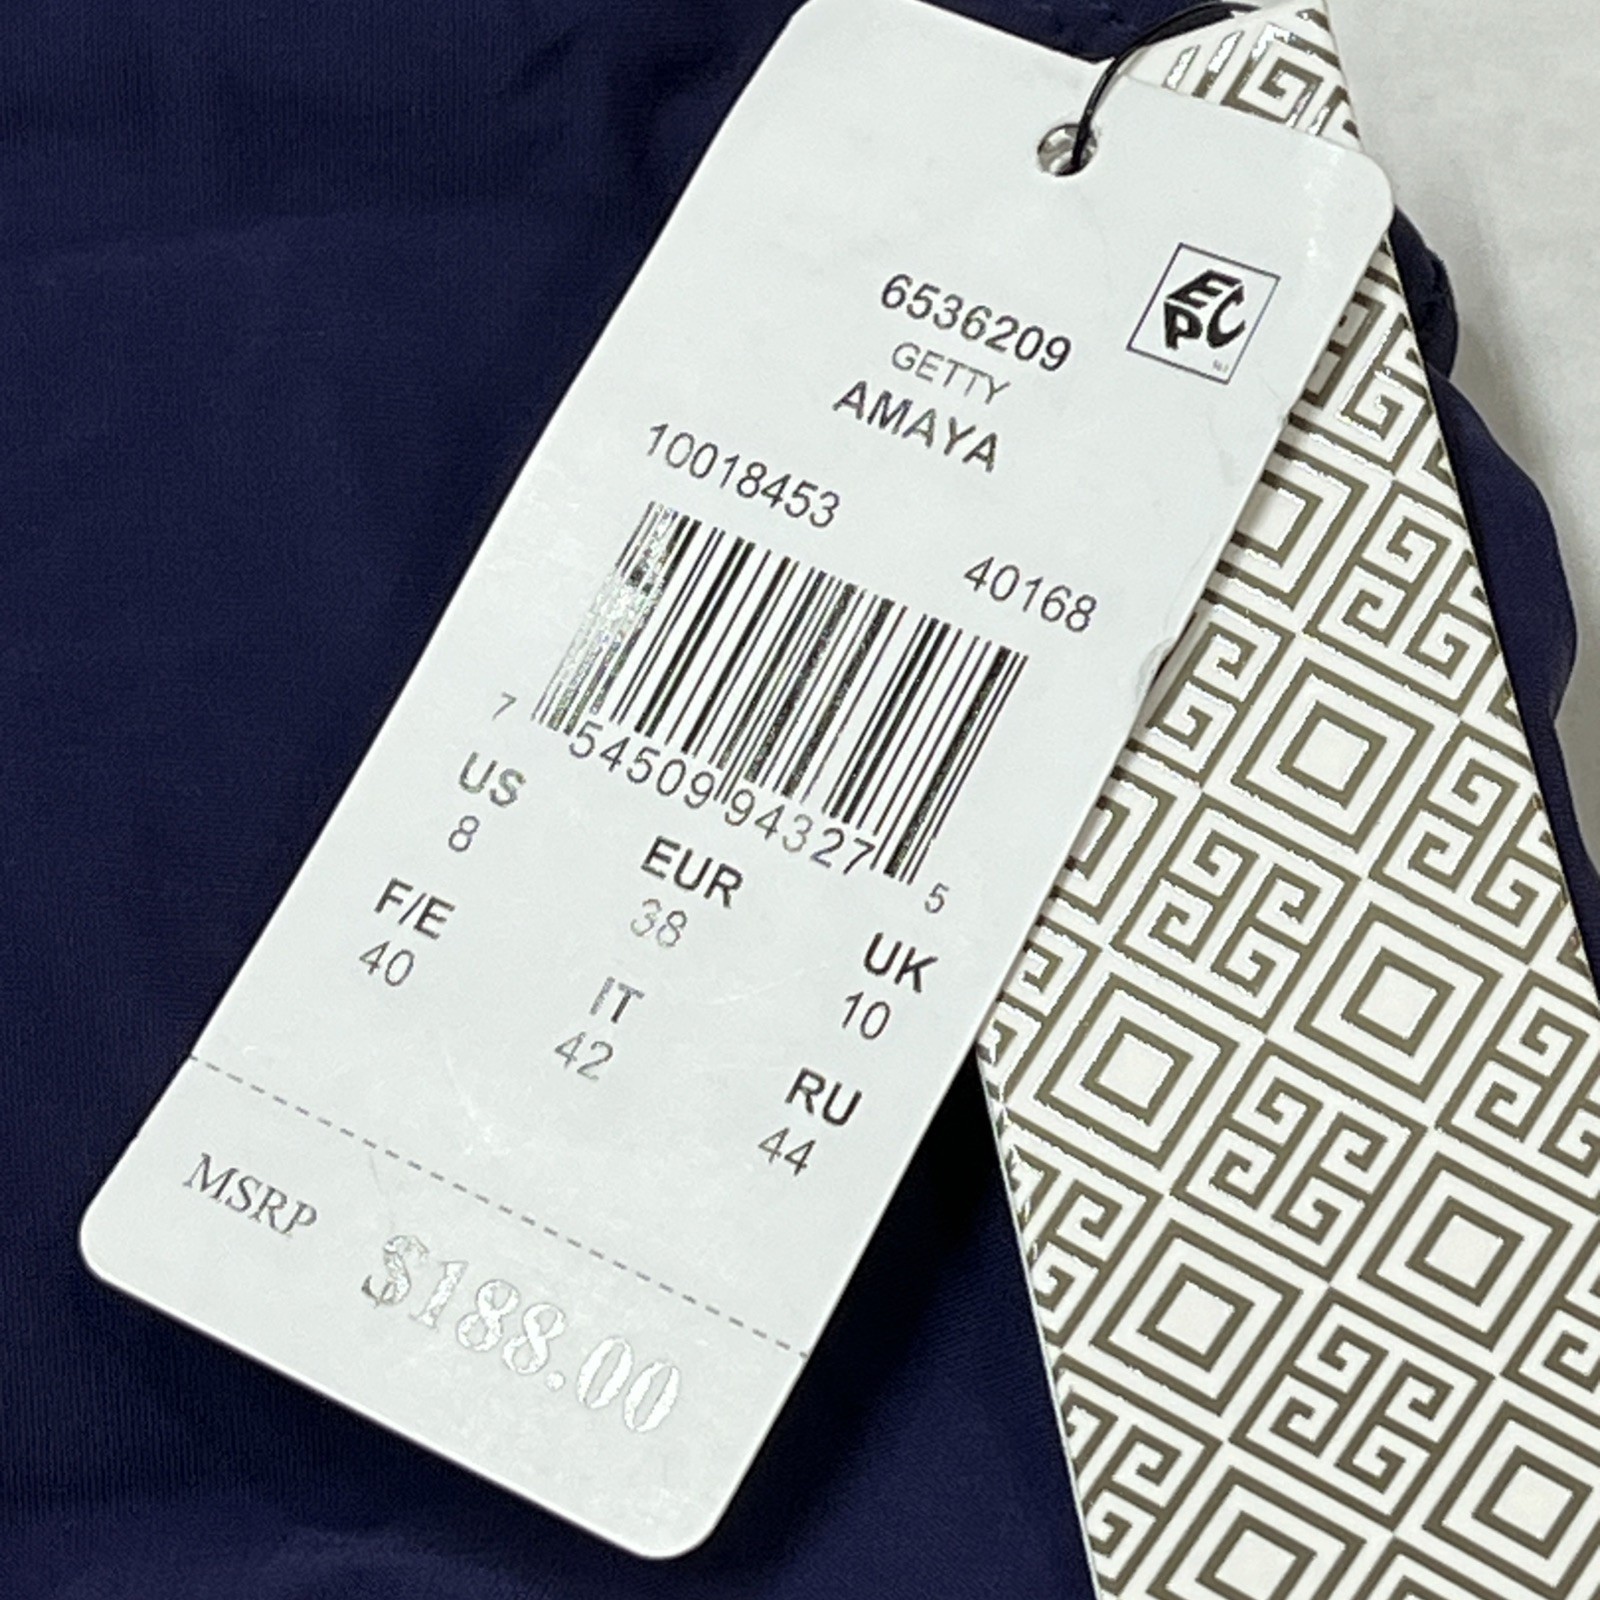 6536209
GETTY
AMAYA
EPC
10018453
40168
7 54509 94327 5
US
8
EUR
38
UK
10
F/E
40
IT
42
RU
44
MSRP
$188.00